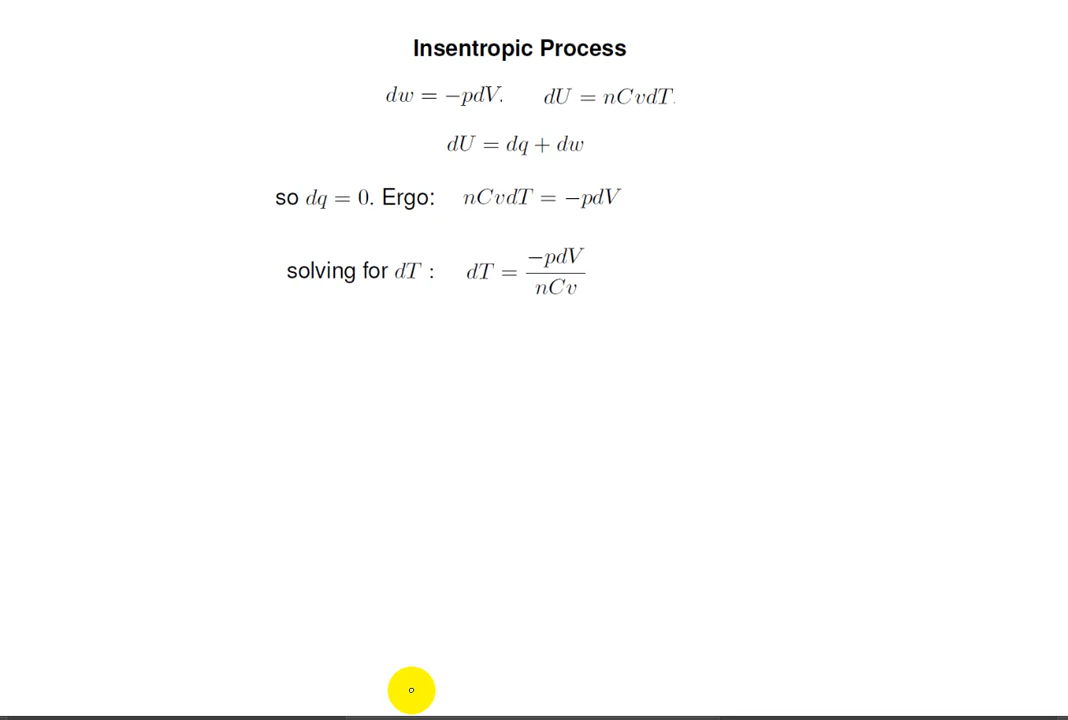 Insentropic Process
dw = −pdV. dU = nCvdT.
dU = dq + dw
so dq = 0. Ergo: nCvdT = −pdV
solving for dT : dT = −pdV / nCv